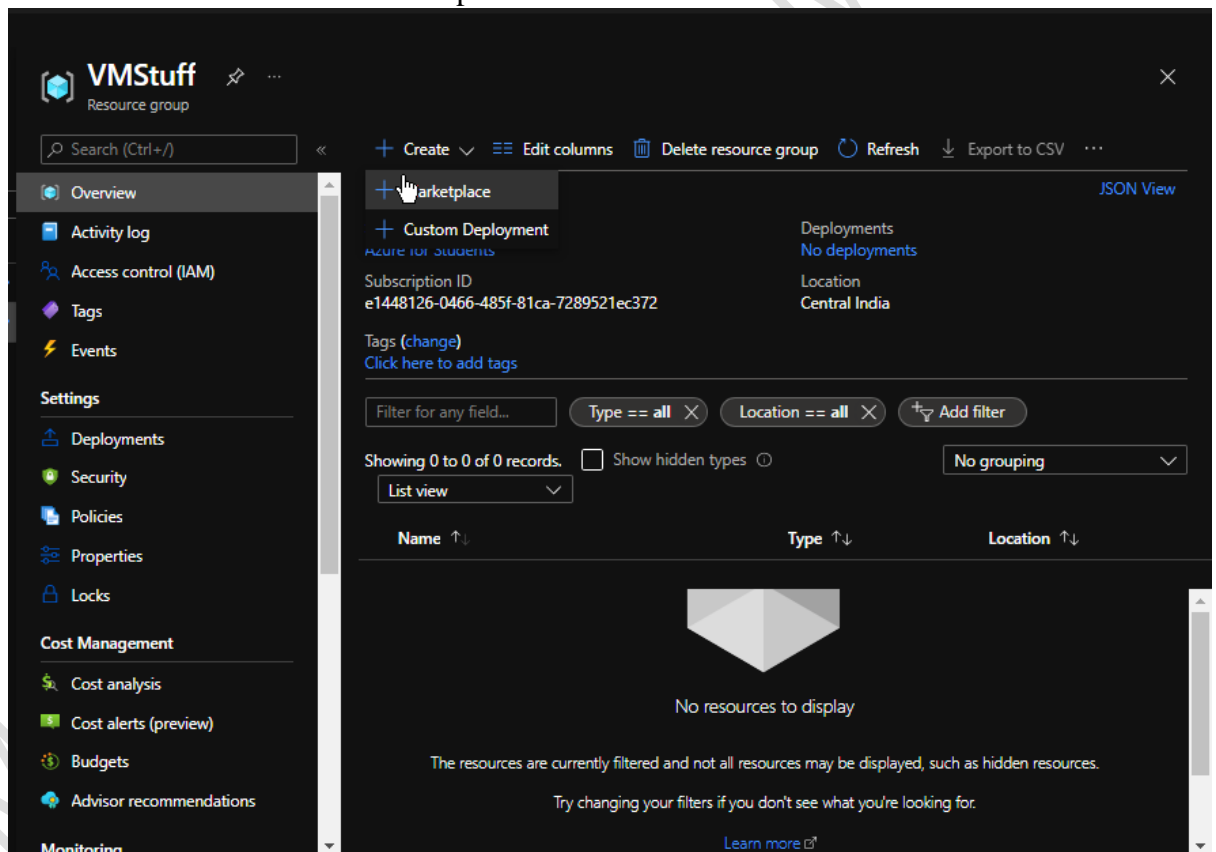 VMStuff
Resource group
Search (Ctrl+/)
«
Overview
Activity log
Access control (IAM)
Tags
Events
Settings
Deployments
Security
Policies
Properties
Locks
Cost Management
Cost analysis
Cost alerts (preview)
Budgets
Advisor recommendations
Monitoring
Create Edit columns Delete resource group Refresh Export to CSV ...
arketplace
Custom Deployment
JSON View
Azure for Students
Subscription ID
e1448126-0466-485f-81ca-7289521ec372
Deployments
No deployments
Location
Central India
Tags (change)
Click here to add tags
Filter for any field... Type == all Location == all Add filter
Showing 0 to 0 of 0 records. Show hidden types No grouping
List view
Name Type Location
No resources to display
The resources are currently filtered and not all resources may be displayed, such as hidden resources.
Try changing your filters if you don't see what you're looking for.
Learn more